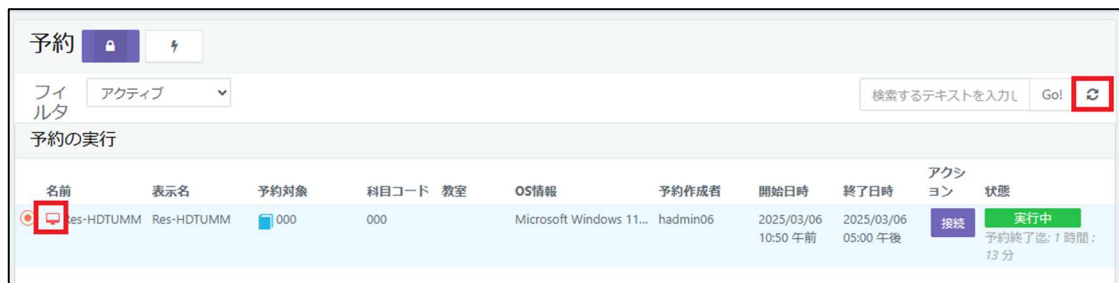 予約
フィルタ アクティブ 検索するテキストを入力し Go!
予約の実行
名前 表示名 予約対象 科目コード 教室 OS情報 予約作成者 開始日時 終了日時 アクション 状態
Res-HDTUMM Res-HDTUMM 000 000 Microsoft Windows 11... hadmin06 2025/03/06 10:50 午前 2025/03/06 05:00 午後 接続 実行中
予約終了迄: 1 時間 : 13 分